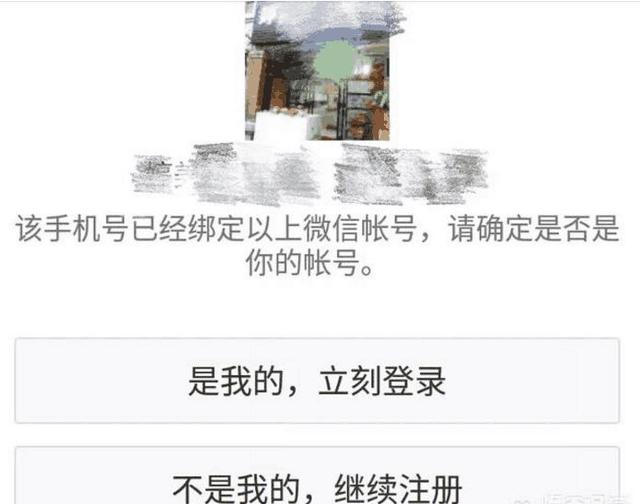 该手机号已经绑定以上微信帐号，请确定是否是
你的帐号。
是我的，立刻登录
不是我的，继续注册